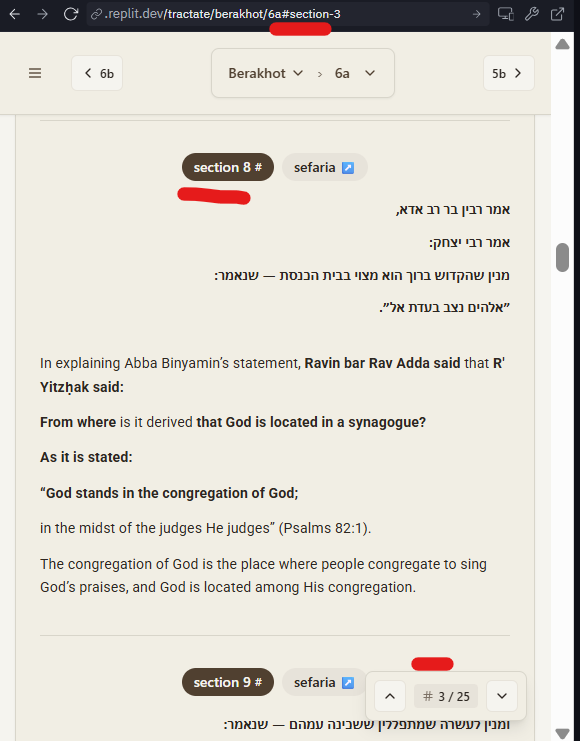 .replit.dev/tractate/berakhot/6a#section-3
6b
Berakhot
6a
5b
section 8 #
sefaria
אמר רבין בר רב אדא,
אמר רבי יצחק:
מנין שהקדוש ברוך הוא מצוי בבית הכנסת — שנאמר:
״אלהים נצב בעדת אל״.
In explaining Abba Binyamin’s statement, Ravin bar Rav Adda said that R'
Yitzḥak said:
From where is it derived that God is located in a synagogue?
As it is stated:
“God stands in the congregation of God;
in the midst of the judges He judges” (Psalms 82:1).
The congregation of God is the place where people congregate to sing
God’s praises, and God is located among His congregation.
section 9 #
sefaria
# 3 / 25
ומנין לעשרה שמתפללין ששכינה עמהם — שנאמר: